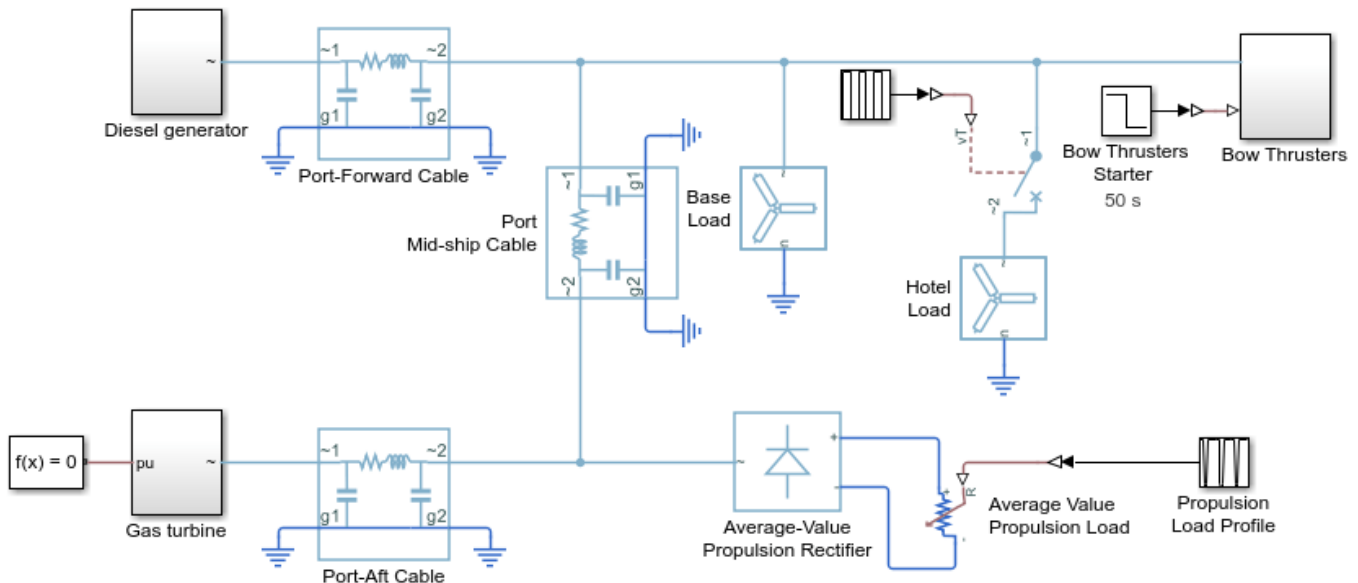 ~
Diesel generator
~1
~2
g1
g2
Port-Forward Cable
~1
g1
~2
g2
Port
Mid-ship Cable
~
n
Base
Load
vT
~1
~2
Bow Thrusters
Starter
50 s
Bow Thrusters
~
n
Hotel
Load
f(x) = 0
pu
~
Gas turbine
~1
~2
g1
g2
Port-Aft Cable
~
+
-
Average-Value
Propulsion Rectifier
+
R
-
Average Value
Propulsion Load
Propulsion
Load Profile